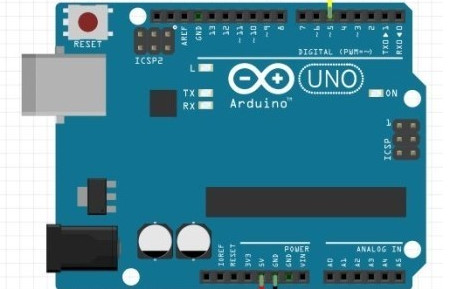 RESET
ICSP2
AREF
GND
13
12
~11
~10
~9
8
7
~6
~5
4
~3
2
TX0▶1
RX0◀0
DIGITAL (PWM=~)
L
TX
RX
UNO
Arduino™
ON
1
ICSP
IOREF
RESET
3V3
5V
GND
GND
VIN
POWER
ANALOG IN
A0
A1
A2
A3
A4
A5